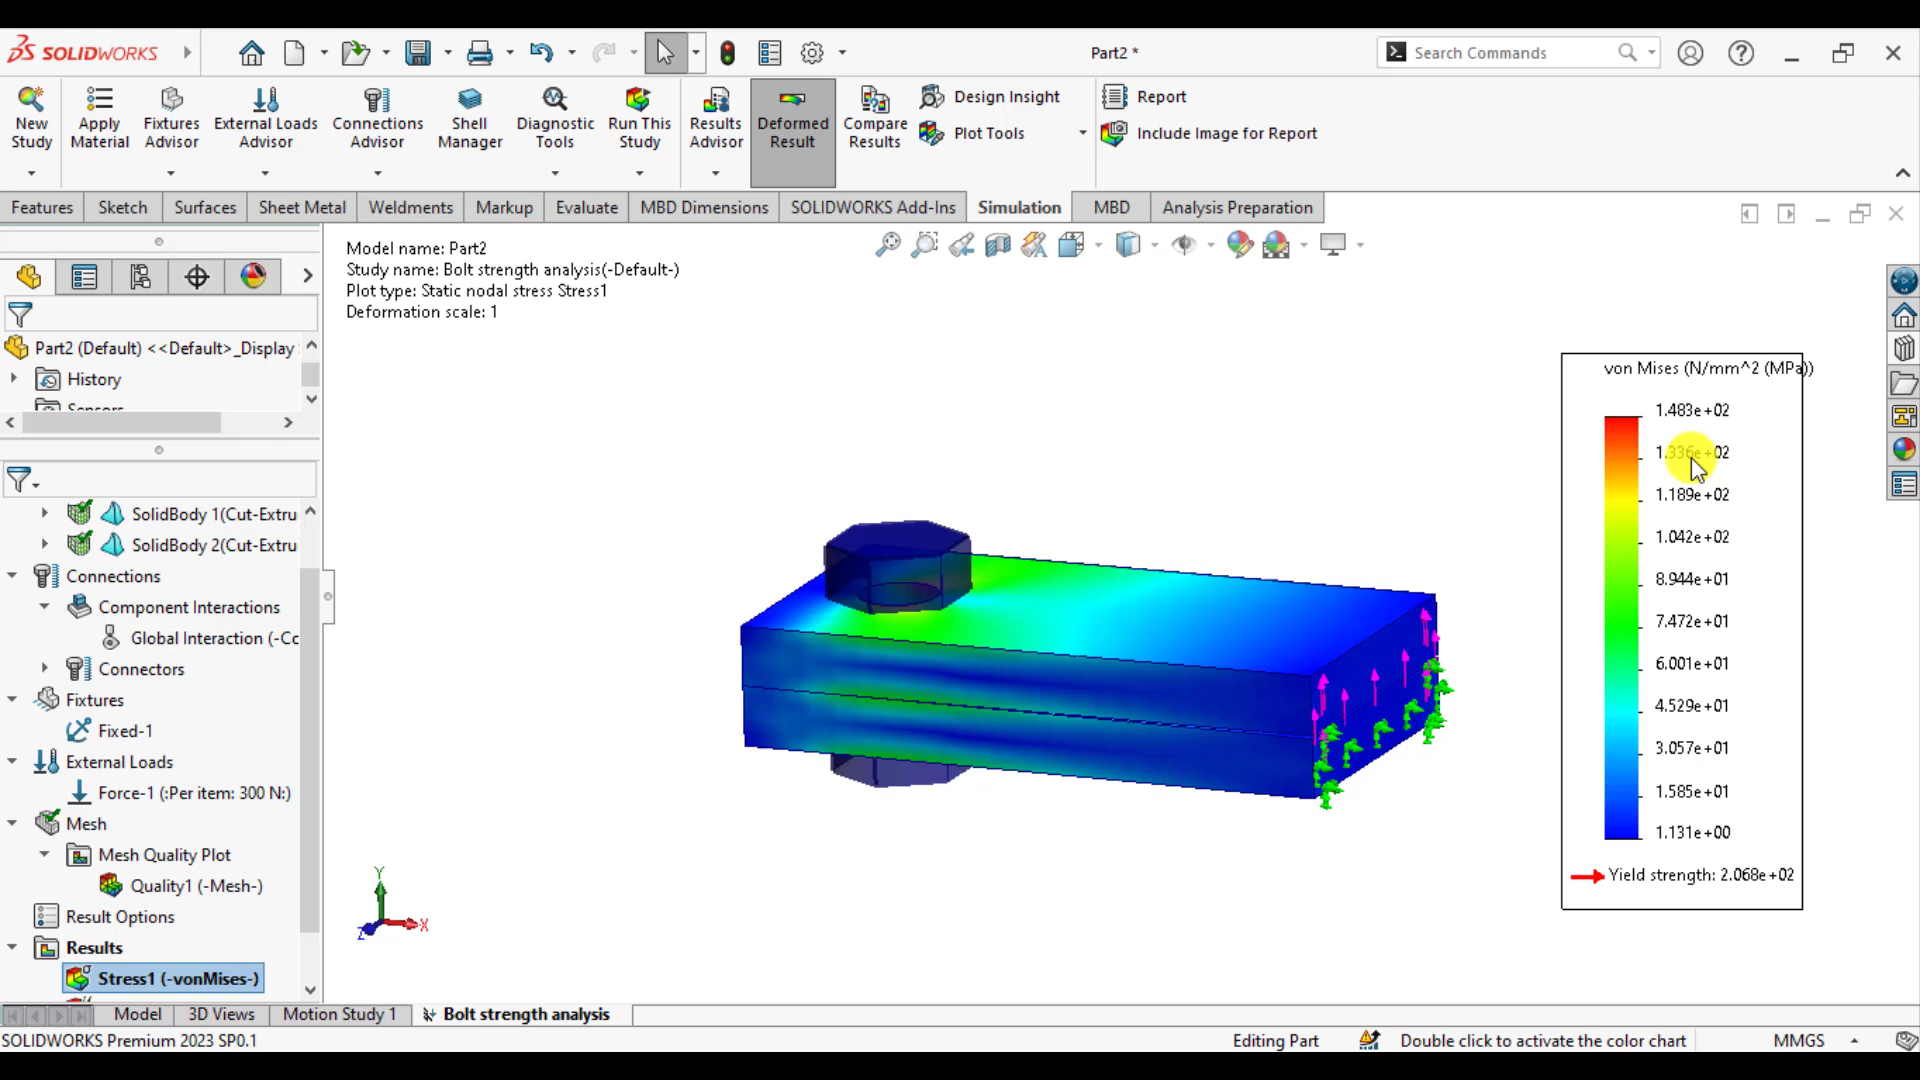 SOLIDWORKS
Part2 *
Search Commands
New Study
Apply Material
Fixtures Advisor
External Loads Advisor
Connections Advisor
Shell Manager
Diagnostic Tools
Run This Study
Results Advisor
Deformed Result
Compare Results
Design Insight
Plot Tools
Report
Include Image for Report
Features
Sketch
Surfaces
Sheet Metal
Weldments
Markup
Evaluate
MBD Dimensions
SOLIDWORKS Add-Ins
Simulation
MBD
Analysis Preparation
Model name: Part2
Study name: Bolt strength analysis(-Default-)
Plot type: Static nodal stress Stress1
Deformation scale: 1
Part2 (Default) <<Default>_Display
History
Sensors
SolidBody 1(Cut-Extru
SolidBody 2(Cut-Extru
Connections
Component Interactions
Global Interaction (-Cc
Connectors
Fixtures
Fixed-1
External Loads
Force-1 (:Per item: 300 N:)
Mesh
Mesh Quality Plot
Quality1 (-Mesh-)
Result Options
Results
Stress1 (-vonMises-)
von Mises (N/mm^2 (MPa))
1.483e+02
1.336e+02
1.189e+02
1.042e+02
8.944e+01
7.472e+01
6.001e+01
4.529e+01
3.057e+01
1.585e+01
1.131e+00
Yield strength: 2.068e+02
Y
X
Z
Model
3D Views
Motion Study 1
Bolt strength analysis
SOLIDWORKS Premium 2023 SP0.1
Editing Part
Double click to activate the color chart
MMGS